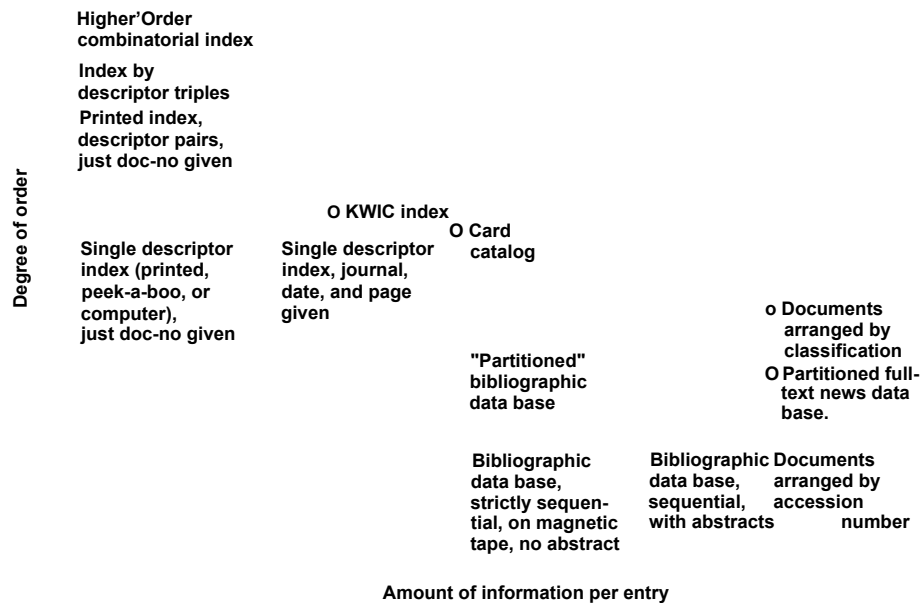 Higher’Order
combinatorial index
Index by
descriptor triples
Printed index,
descriptor pairs,
just doc-no given
Degree of order
O KWIC index
O Card
catalog
Single descriptor
index (printed,
peek-a-boo, or
computer),
just doc-no given
Single descriptor
index, journal,
date, and page
given
o Documents
arranged by
classification
"Partitioned"
bibliographic
data base
O Partitioned full-
text news data
base.
Bibliographic
data base,
strictly sequen-
tial, on magnetic
tape, no abstract
Bibliographic
data base,
sequential,
with abstracts
Documents
arranged by
accession
number
Amount of information per entry